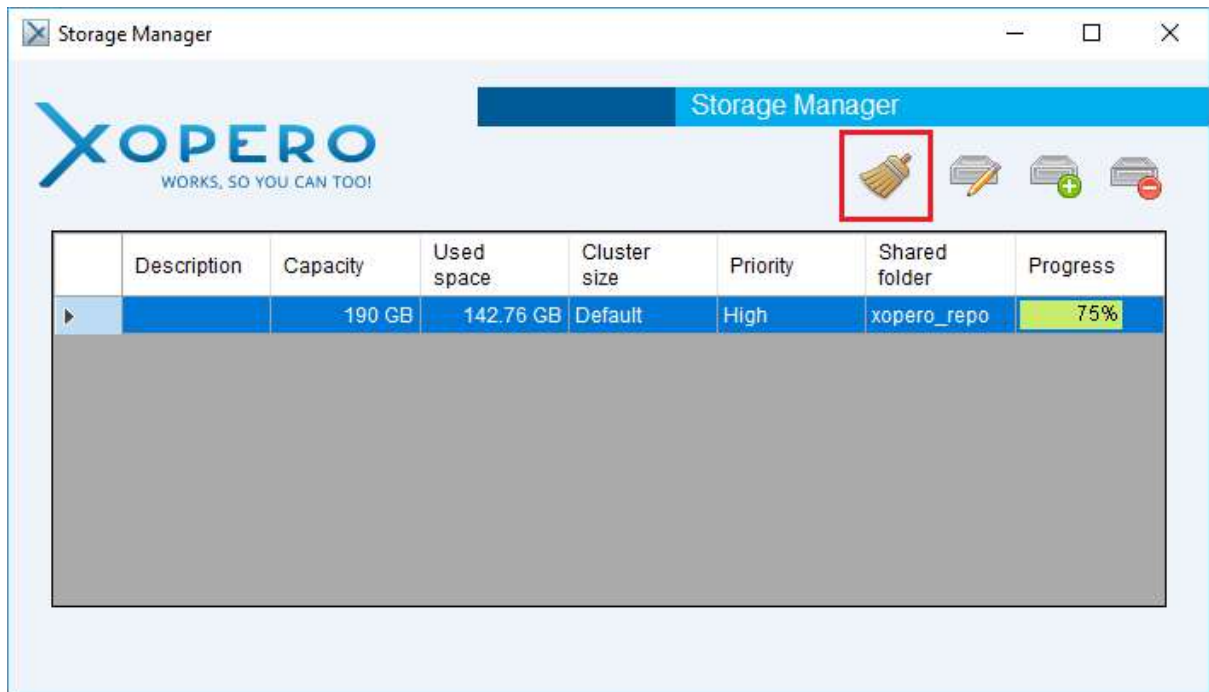 Storage Manager
Storage Manager
XOPERO
WORKS, SO YOU CAN TOO!
Description Capacity Used space Cluster size Priority Shared folder Progress
190 GB 142.76 GB Default High xopero_repo 75%